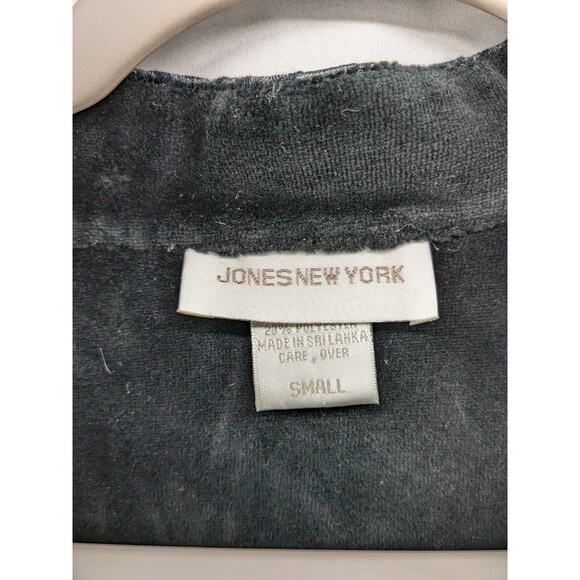 JONES NEW YORK
20% POLYESTER
MADE IN SRI LANKA
CARE OVER
SMALL